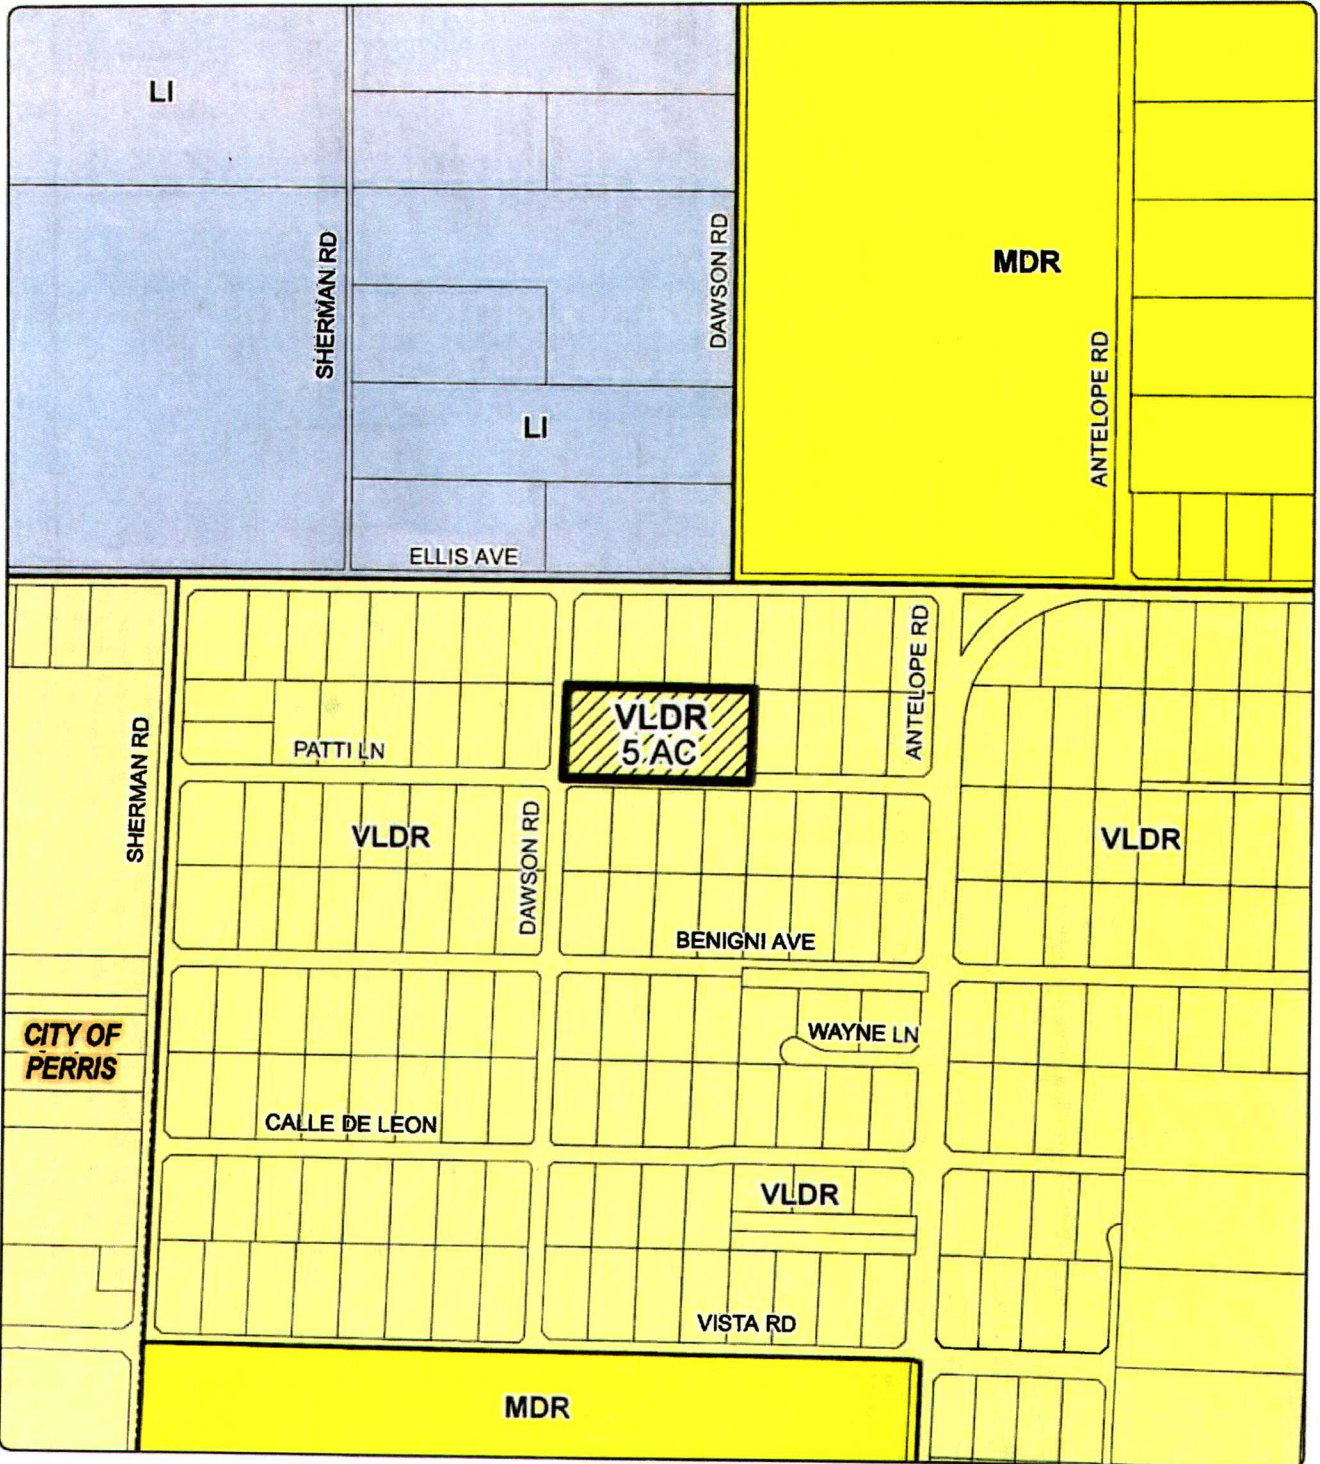 LI
SHERMAN RD
DAWSON RD
MDR
ANTELOPE RD
LI
ELLIS AVE
ANTELOPE RD
VLDR
5 AC
PATTI LN
SHERMAN RD
VLDR
DAWSON RD
VLDR
BENIGNI AVE
CITY OF
PERRIS
WAYNE LN
CALLE DE LEON
VLDR
VISTA RD
MDR